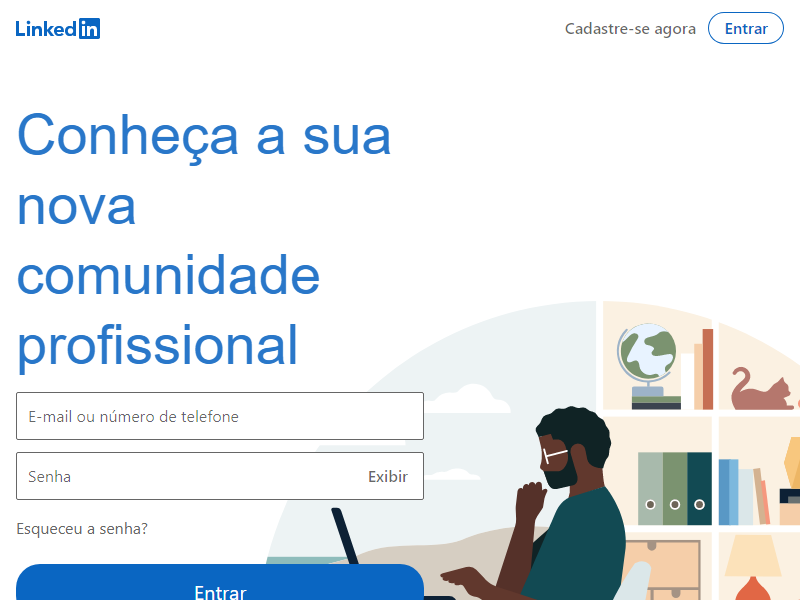 LinkedIn
Cadastre-se agora
Entrar
Conheça a sua
nova
comunidade
profissional
E-mail ou número de telefone
Senha
Exibir
Esqueceu a senha?
Entrar